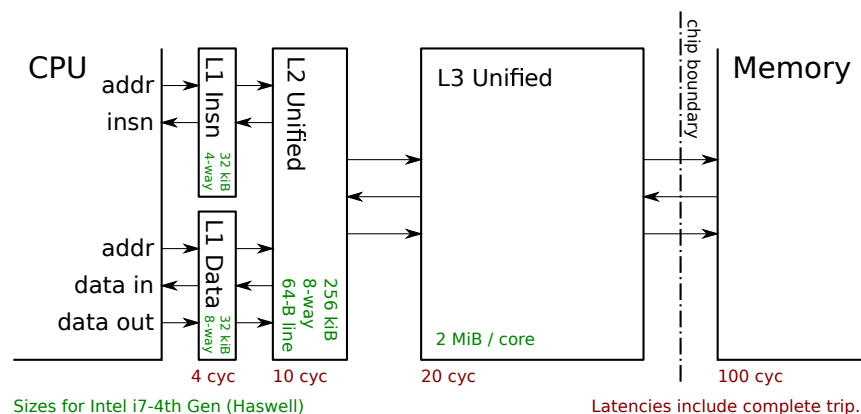 CPU
addr
insn
addr
data in
data out
L1 Insn
32 kiB
4-way
L1 Data
32 kiB
8-way
L2 Unified
256 kiB
8-way
64-B line
L3 Unified
2 MiB / core
chip boundary
Memory
4 cyc
10 cyc
20 cyc
100 cyc
Sizes for Intel i7-4th Gen (Haswell)
Latencies include complete trip.